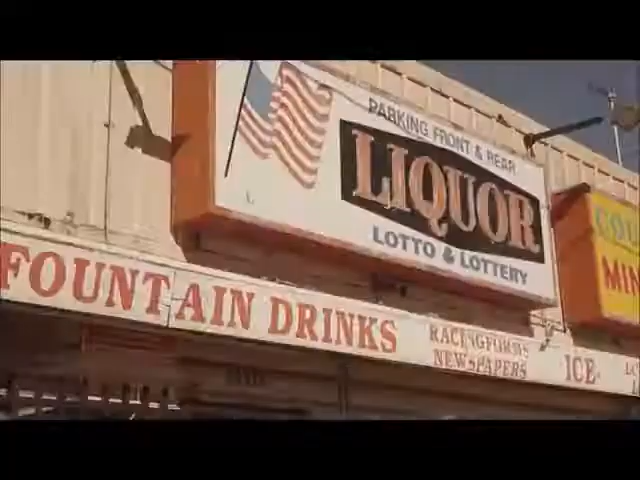 PARKING FRONT & REAR
LIQUOR
LOTTO & LOTTERY
FOUNTAIN DRINKS
RACING FORMS
NEWSPAPERS
ICE